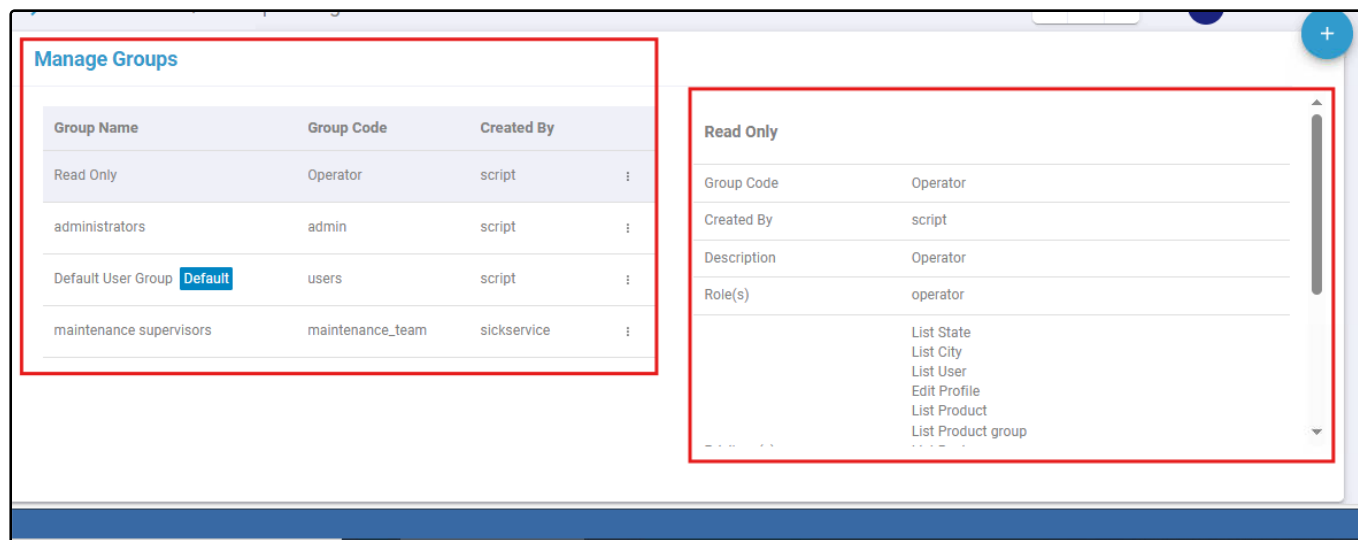 +
Manage Groups
Group Name Group Code Created By
Read Only Operator script
administrators admin script
Default User Group Default users script
maintenance supervisors maintenance_team sickservice
Read Only
Group Code Operator
Created By script
Description Operator
Role(s) operator
List State
List City
List User
Edit Profile
List Product
List Product group